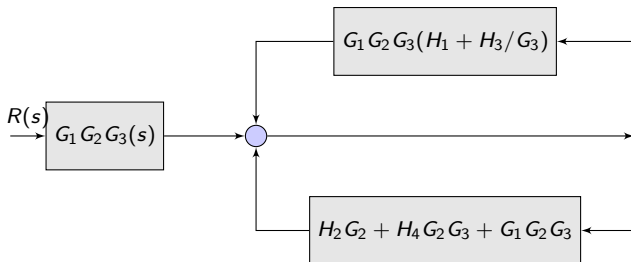 G₁G₂G₃(H₁ + H₃/G₃)
R(s)
G₁G₂G₃(s)
H₂G₂ + H₄G₂G₃ + G₁G₂G₃